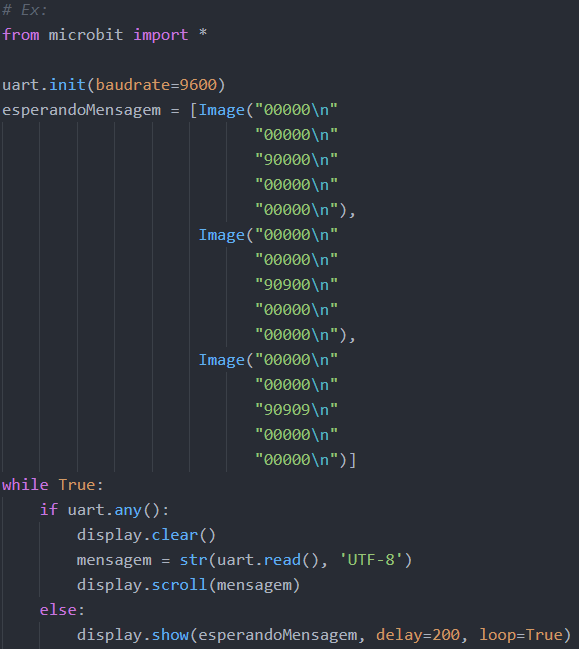 # Ex:
from microbit import *

uart.init(baudrate=9600)
esperandoMensagem = [Image("00000\n"
                           "00000\n"
                           "90000\n"
                           "00000\n"
                           "00000\n"),
                     Image("00000\n"
                           "00000\n"
                           "90900\n"
                           "00000\n"
                           "00000\n"),
                     Image("00000\n"
                           "00000\n"
                           "90909\n"
                           "00000\n"
                           "00000\n")]
while True:
    if uart.any():
        display.clear()
        mensagem = str(uart.read(), 'UTF-8')
        display.scroll(mensagem)
    else:
        display.show(esperandoMensagem, delay=200, loop=True)